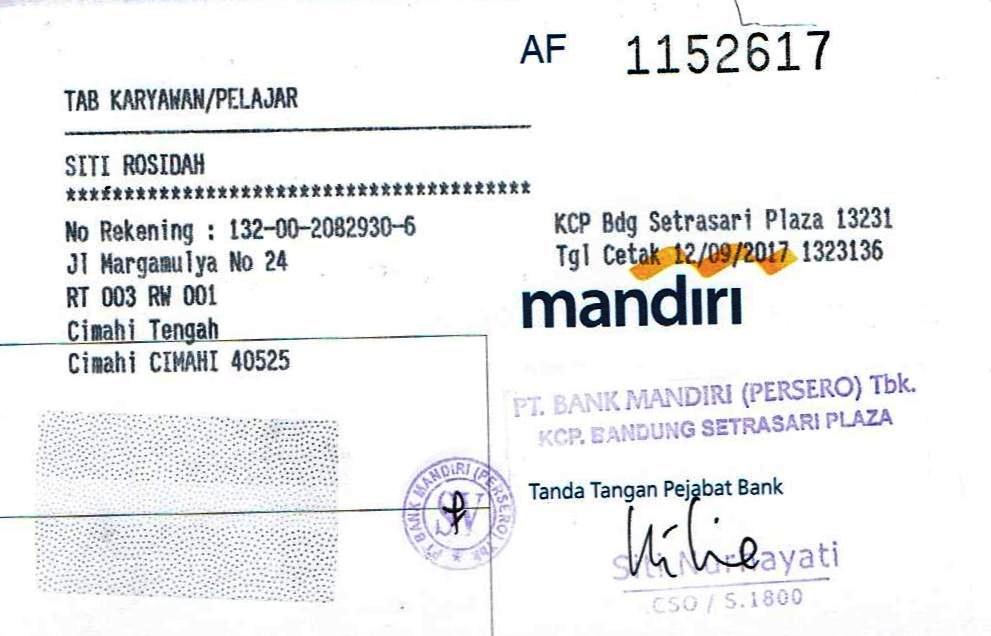 AF 1152617
TAB KARYAWAN/PELAJAR
SITI ROSIDAH
****************************************
No Rekening : 132-00-2082930-6
Jl Margamulya No 24
RT 003 RW 001
Cimahi Tengah
Cimahi CIMAHI 40525
KCP Bdg Setrasari Plaza 13231
Tgl Cetak 12/09/2017 1323136
mandiri
PT. BANK MANDIRI (PERSERO) Tbk.
KCP. BANDUNG SETRASARI PLAZA
PT BANK MANDIRI (PERSERO) Tbk
Tanda Tangan Pejabat Bank
Siti Nurhayati
CSO / S.1800